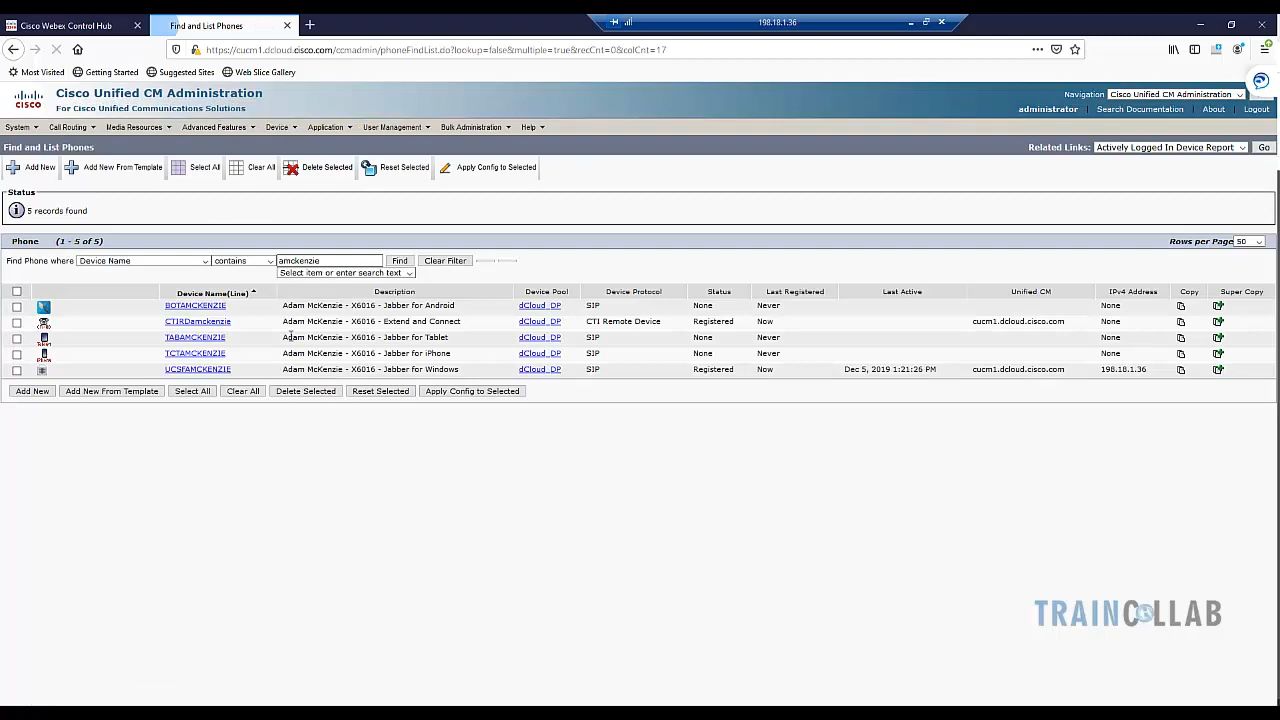 Cisco Webex Control Hub
Find and List Phones
198.18.1.36
https://cucm1.dcloud.cisco.com/ccmadmin/phoneFindList.do?lookup=false&multiple=true&recCnt=0&colCnt=17
Most Visited Getting Started Suggested Sites Web Slice Gallery
CISCO
Cisco Unified CM Administration
For Cisco Unified Communications Solutions
Navigation Cisco Unified CM Administration
administrator | Search Documentation | About | Logout
System Call Routing Media Resources Advanced Features Device Application User Management Bulk Administration Help
Find and List Phones
Related Links: Actively Logged In Device Report Go
Add New Add New From Template Select All Clear All Delete Selected Reset Selected Apply Config to Selected
Status
5 records found
Phone (1 - 5 of 5)
Rows per Page 50
Find Phone where Device Name contains amckenzie Find Clear Filter
Select item or enter search text
Device Name(Line) Description Device Pool Device Protocol Status Last Registered Last Active Unified CM IPv4 Address Copy Super Copy
BOTAMCKENZIE Adam McKenzie - X6016 - Jabber for Android dCloud_DP SIP None Never None
CTIRDamckenzie Adam McKenzie - X6016 - Extend and Connect dCloud_DP CTI Remote Device Registered Now cucm1.dcloud.cisco.com None
TABAMCKENZIE Adam McKenzie - X6016 - Jabber for Tablet dCloud_DP SIP None Never None
TCTAMCKENZIE Adam McKenzie - X6016 - Jabber for iPhone dCloud_DP SIP None Never None
UCSFAMCKENZIE Adam McKenzie - X6016 - Jabber for Windows dCloud_DP SIP Registered Now Dec 5, 2019 1:21:26 PM cucm1.dcloud.cisco.com 198.18.1.36
Add New Add New From Template Select All Clear All Delete Selected Reset Selected Apply Config to Selected
TRAINCOLLAB